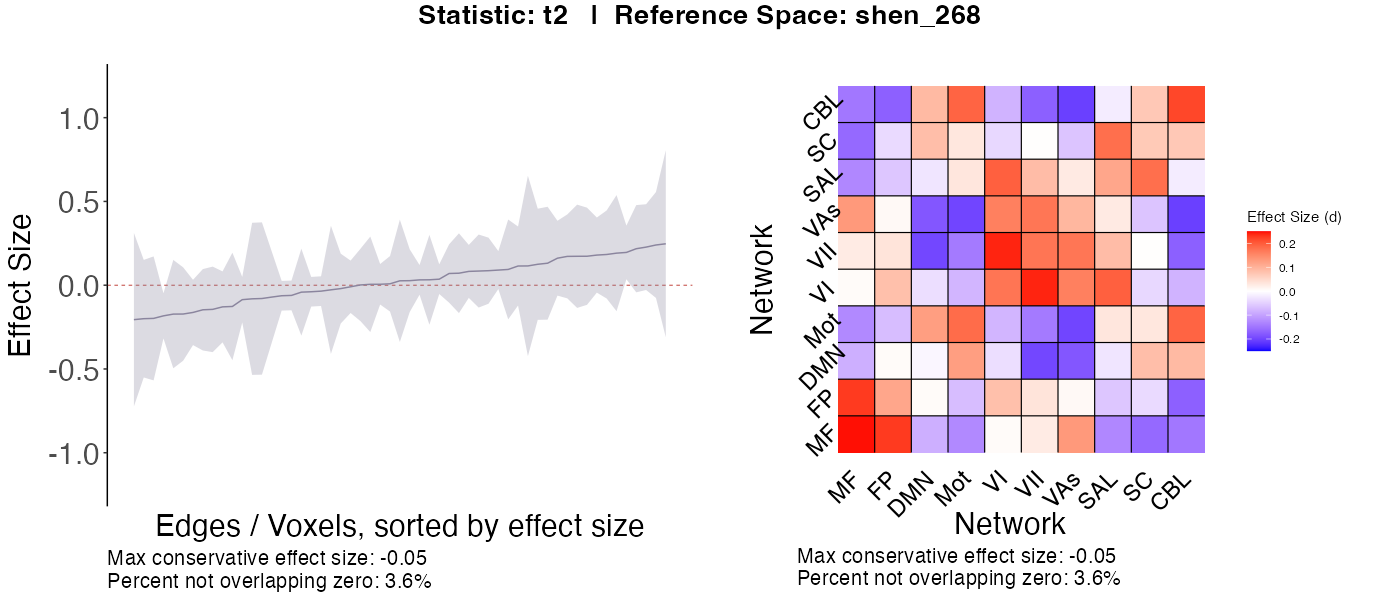 Statistic: t2 | Reference Space: shen_268
Effect Size
1.0
0.5
0.0
-0.5
-1.0
Edges / Voxels, sorted by effect size
Max conservative effect size: -0.05
Percent not overlapping zero: 3.6%
Network
CBL
SC
SAL
VAs
VII
VI
Mot
DMN
FP
MF
MF
FP
DMN
Mot
VI
VII
VAs
SAL
SC
CBL
Network
Max conservative effect size: -0.05
Percent not overlapping zero: 3.6%
Effect Size (d)
0.2
0.1
0.0
-0.1
-0.2